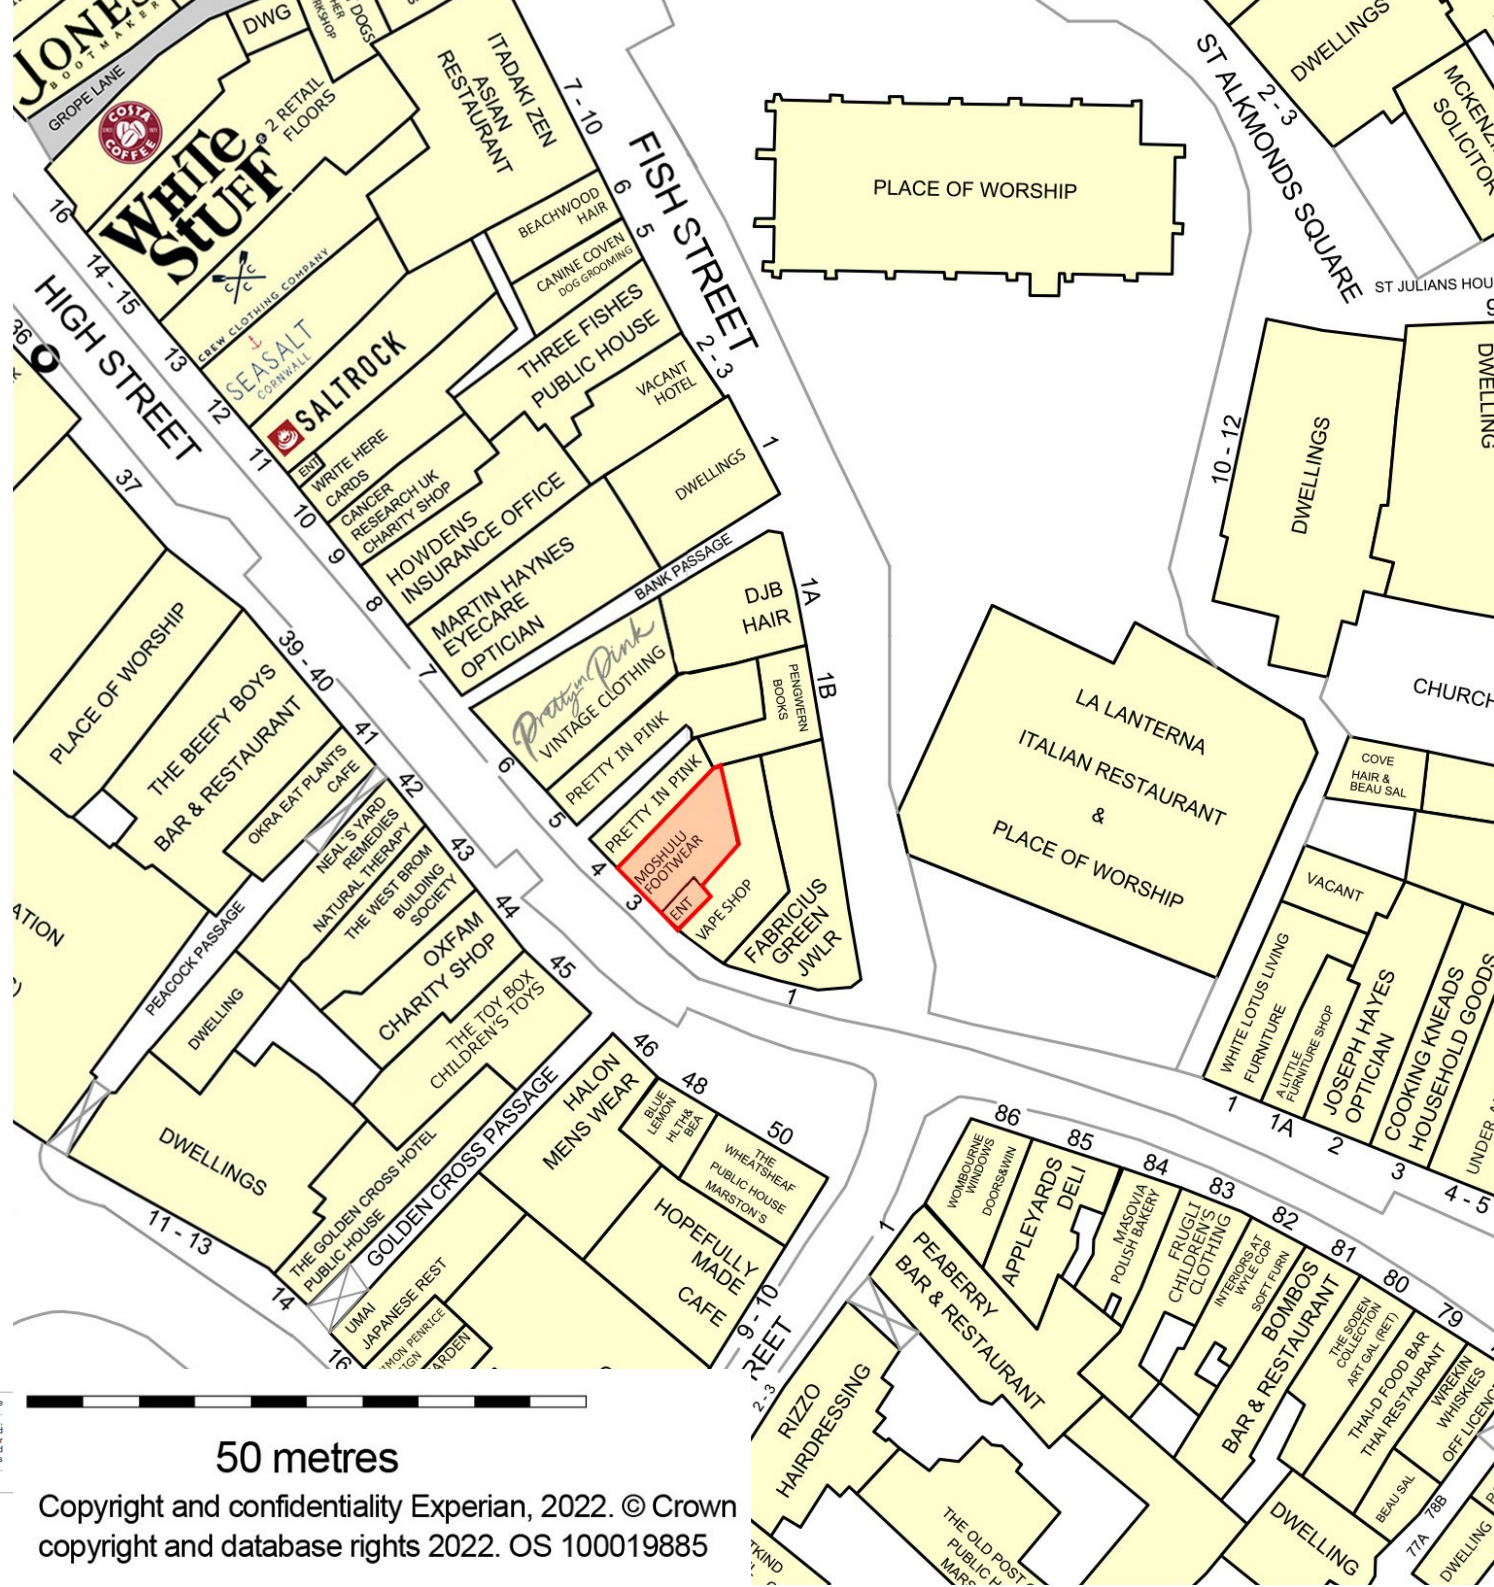 JONES
BOOTMAKER
GROPE LANE
COSTA
COFFEE
DWG
DOGS
WHITE
STUFF
2 RETAIL
FLOORS
ITADAKI ZEN
ASIAN
RESTAURANT
7 - 10
6
5
FISH STREET
BEACHWOOD
HAIR
CANINE COVEN
DOG GROOMING
THREE FISHES
PUBLIC HOUSE
2 - 3
VACANT
HOTEL
1
DWELLINGS
BANK PASSAGE
16
14 - 15
13
12
11
10
9
8
7
6
5
4
3
1
HIGH STREET
36
37
CREW CLOTHING COMPANY
SEASALT
CORNWALL
SALTROCK
ENT
WRITE HERE
CARDS
CANCER
RESEARCH UK
CHARITY SHOP
HOWDENS
INSURANCE OFFICE
MARTIN HAYNES
EYECARE
OPTICIAN
Pretty in Pink
VINTAGE CLOTHING
PRETTY IN PINK
PRETTY IN PINK
MOSHULU
FOOTWEAR
ENT
VAPE SHOP
FABRICIUS
GREEN
JWLR
DJB
HAIR
1A
PENGWERN
BOOKS
1B
PLACE OF WORSHIP
ST ALKMONDS SQUARE
2 - 3
DWELLINGS
SOLICITOR
ST JULIANS HOU
10 - 12
DWELLINGS
DWELLING
CHURCH
LA LANTERNA
ITALIAN RESTAURANT
&
PLACE OF WORSHIP
COVE
HAIR &
BEAU SAL
VACANT
WHITE LOTUS LIVING
FURNITURE
A LITTLE
FURNITURE SHOP
JOSEPH HAYES
OPTICIAN
COOKING KNEADS
HOUSEHOLD GOODS
1
1A
2
3
4 - 5
PLACE OF WORSHIP
39 - 40
THE BEEFY BOYS
BAR & RESTAURANT
41
OKRA EAT PLANTS
CAFE
42
NEAL'S YARD
REMEDIES
NATURAL THERAPY
43
THE WEST BROM
BUILDING
SOCIETY
44
OXFAM
CHARITY SHOP
45
THE TOY BOX
CHILDREN'S TOYS
PEACOCK PASSAGE
DWELLING
DWELLINGS
11 - 13
THE GOLDEN CROSS HOTEL
PUBLIC HOUSE
14
GOLDEN CROSS PASSAGE
46
HALON
MENS WEAR
48
BLUE
LEMON
HLTH&
BEA
50
THE
WHEATSHEAF
PUBLIC HOUSE
MARSTON'S
HOPEFULLY
MADE
CAFE
9 - 10
UMAI
JAPANESE REST
16
2 - 3
1
86
85
84
83
82
81
80
79
WOMBOURNE
WINDOWS
DOORS&WIN
APPLEYARDS
DELI
MASOVIA
POLISH BAKERY
FRUGLI
CHILDREN'S
CLOTHING
INTERIORS AT
WYLE COP
SOFT FURN
BOMBOS
BAR & RESTAURANT
THE SODEN
COLLECTION
ART GAL (RET)
THAI-D FOOD BAR
THAI RESTAURANT
WREKIN
WHISKIES
OFF LICENC
BEAU SAL
78B
77A
DWELLING
DWELLING
PEABERRY
BAR & RESTAURANT
RIZZO
HAIRDRESSING
THE OLD POST O
PUBLIC H
MARS
50 metres
Copyright and confidentiality Experian, 2022. © Crown
copyright and database rights 2022. OS 100019885